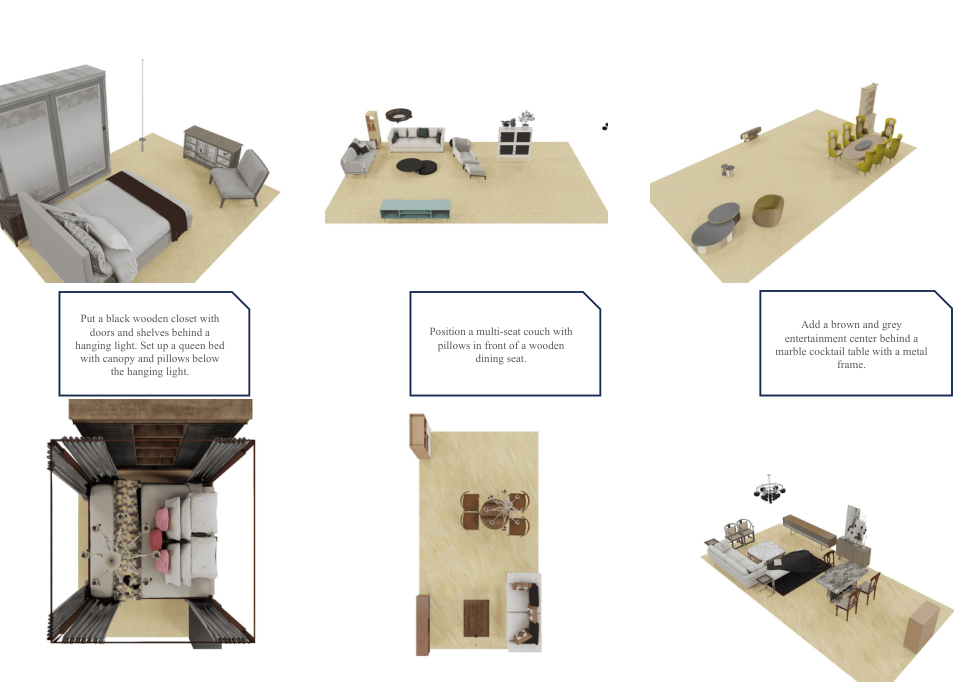 Put a black wooden closet with
doors and shelves behind a
hanging light. Set up a queen bed
with canopy and pillows below
the hanging light.
Position a multi-seat couch with
pillows in front of a wooden
dining seat.
Add a brown and grey
entertainment center behind a
marble cocktail table with a metal
frame.